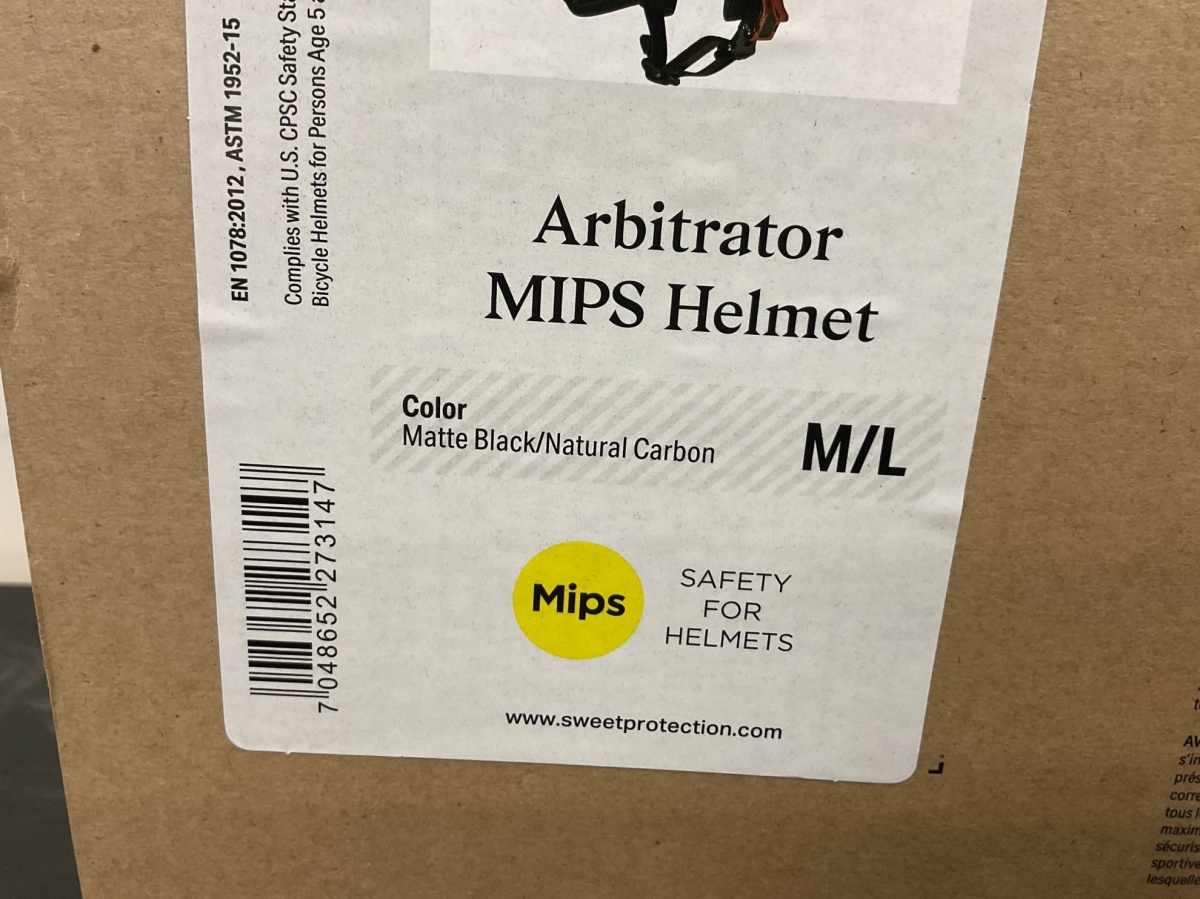 EN 1078:2012, ASTM 1952-15
Complies with U.S. CPSC Safety
Bicycle Helmets for Persons Age 5
Arbitrator
MIPS Helmet
Color
Matte Black/Natural Carbon
M/L
7 048652 273147
Mips
SAFETY
FOR
HELMETS
www.sweetprotection.com
tous